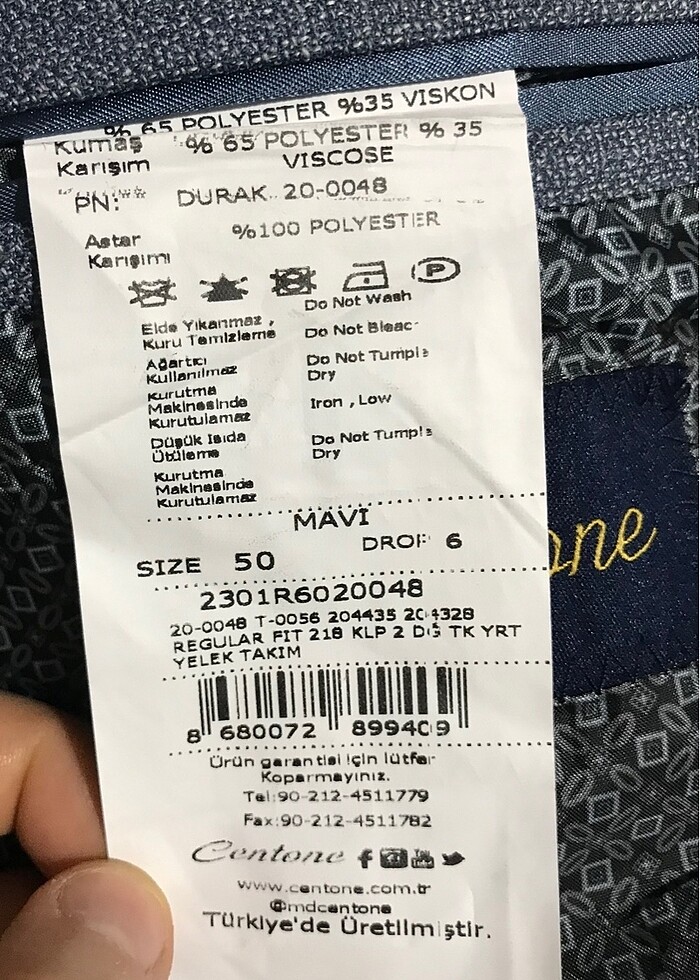 % 65 POLYESTER %35 VISKON
Kumaş % 65 POLYESTER % 35
Karışım VISCOSE
PN: DURAK 20-0048
Astar %100 POLYESTER
Karışımı
P
Do Not Wash
Elde Yıkanmaz ,
Kuru Temizleme Do Not Bleac
Ağartıcı Do Not Tumple
Kullanılmaz Dry
Kurutma
Makinesinde Iron , Low
Kurutulamaz
Düşük Isıda Do Not Tumple
Ütüleme Dry
Kurutma
Makinesinde
Kurutulamaz
MAVİ
SIZE 50 DROP 6
2301R6020048
20-0048 T-0056 204435 204328
REGULAR FIT 218 KLP 2 DĞ TK YRT
YELEK TAKIM
8 680072 899409
Ürün garantisi için lütfen
Koparmayınız.
Tel:90-212-4511779
Fax:90-212-4511782
Centone
www.centone.com.tr
@mdcentone
Türkiye'de Üretilmiştir.
one